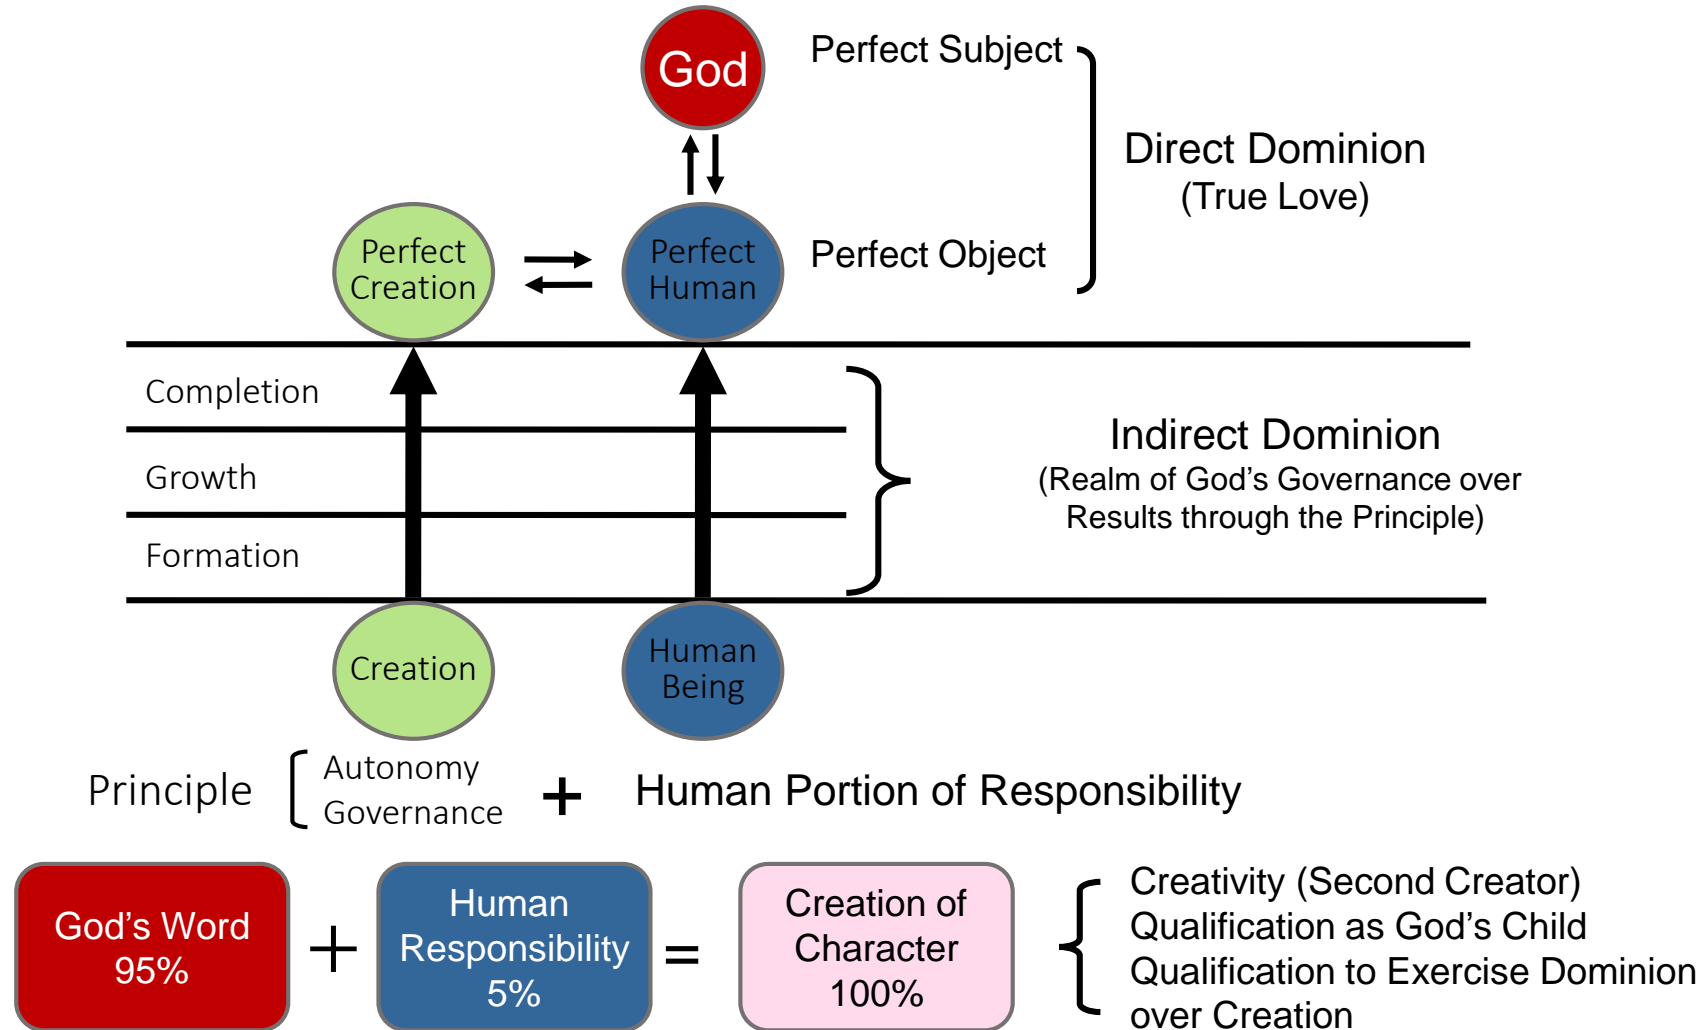 God
Perfect Subject
Direct Dominion
(True Love)
Perfect
Creation
Perfect
Human
Perfect Object
Completion
Growth
Formation
Indirect Dominion
(Realm of God’s Governance over
Results through the Principle)
Creation
Human
Being
Principle
Autonomy
Governance
+
Human Portion of Responsibility
God’s Word
95%
+
Human
Responsibility
5%
=
Creation of
Character
100%
Creativity (Second Creator)
Qualification as God’s Child
Qualification to Exercise Dominion
over Creation